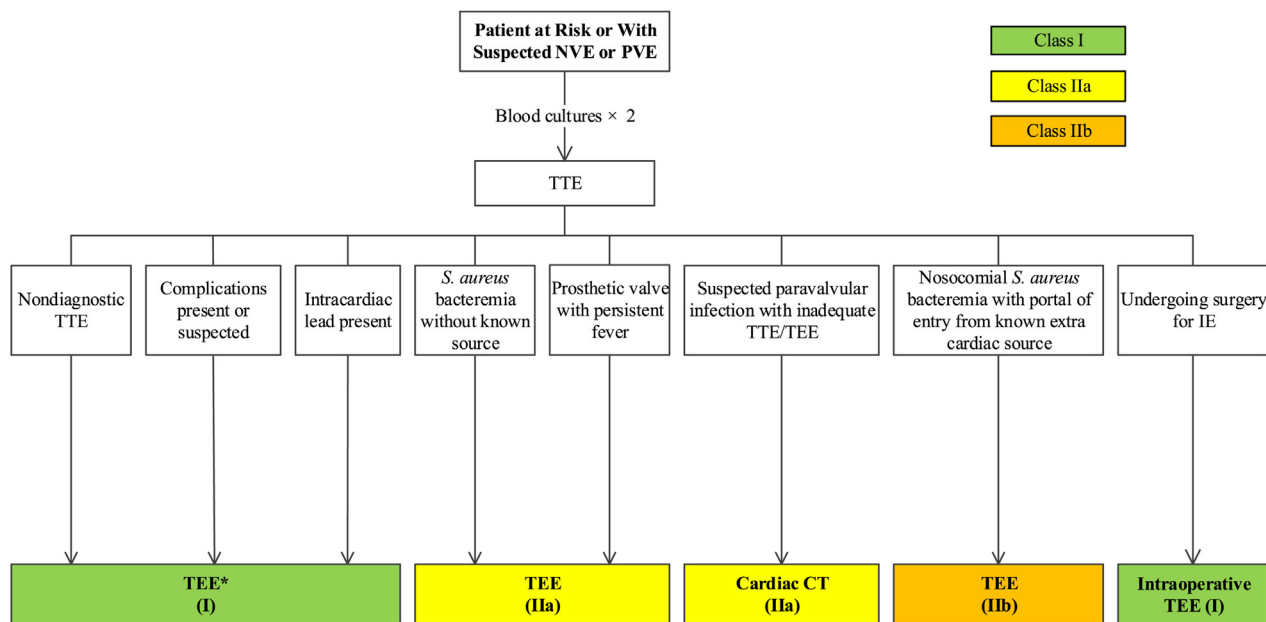 Patient at Risk or With
Suspected NVE or PVE
Class I
Class IIa
Class IIb
Blood cultures × 2
TTE
Nondiagnostic
TTE
Complications
present or
suspected
Intracardiac
lead present
S. aureus
bacteremia
without known
source
Prosthetic valve
with persistent
fever
Suspected paravalvular
infection with inadequate
TTE/TEE
Nosocomial S. aureus
bacteremia with portal of
entry from known extra
cardiac source
Undergoing surgery
for IE
TEE*
(I)
TEE
(IIa)
Cardiac CT
(IIa)
TEE
(IIb)
Intraoperative
TEE (I)